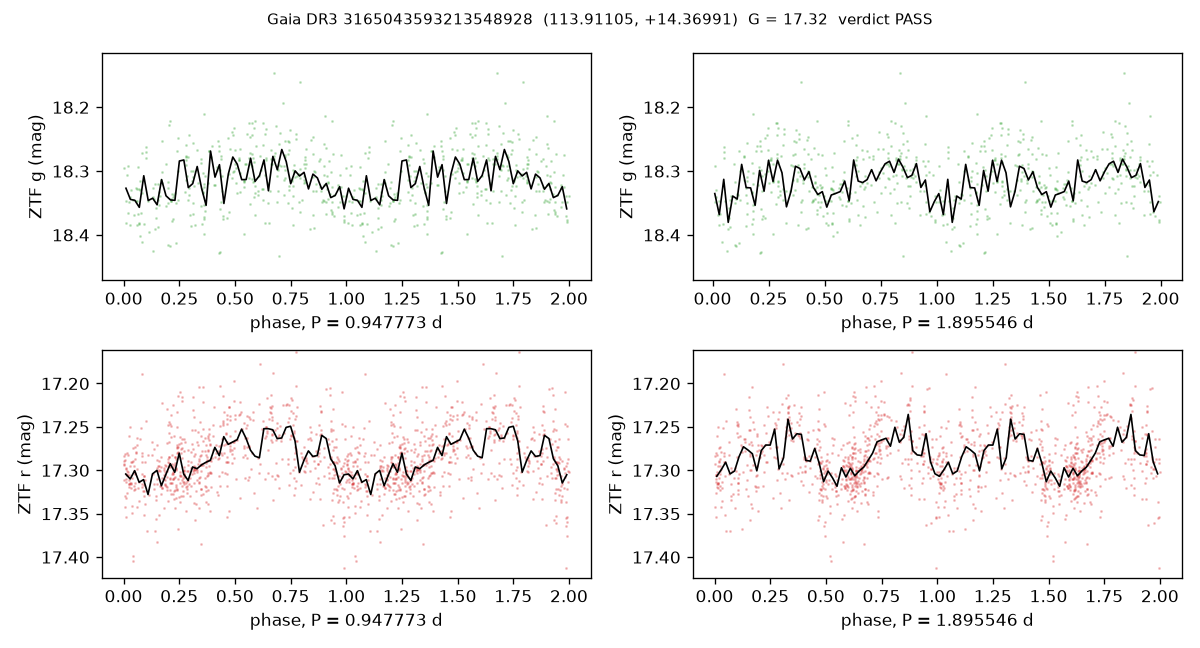 Gaia DR3 3165043593213548928  (113.91105, +14.36991)  G = 17.32  verdict PASS
ZTF g (mag)
18.2
18.3
18.4
0.00 0.25 0.50 0.75 1.00 1.25 1.50 1.75 2.00
phase, P = 0.947773 d
ZTF g (mag)
18.2
18.3
18.4
0.00 0.25 0.50 0.75 1.00 1.25 1.50 1.75 2.00
phase, P = 1.895546 d
ZTF r (mag)
17.20
17.25
17.30
17.35
17.40
0.00 0.25 0.50 0.75 1.00 1.25 1.50 1.75 2.00
phase, P = 0.947773 d
ZTF r (mag)
17.20
17.25
17.30
17.35
17.40
0.00 0.25 0.50 0.75 1.00 1.25 1.50 1.75 2.00
phase, P = 1.895546 d